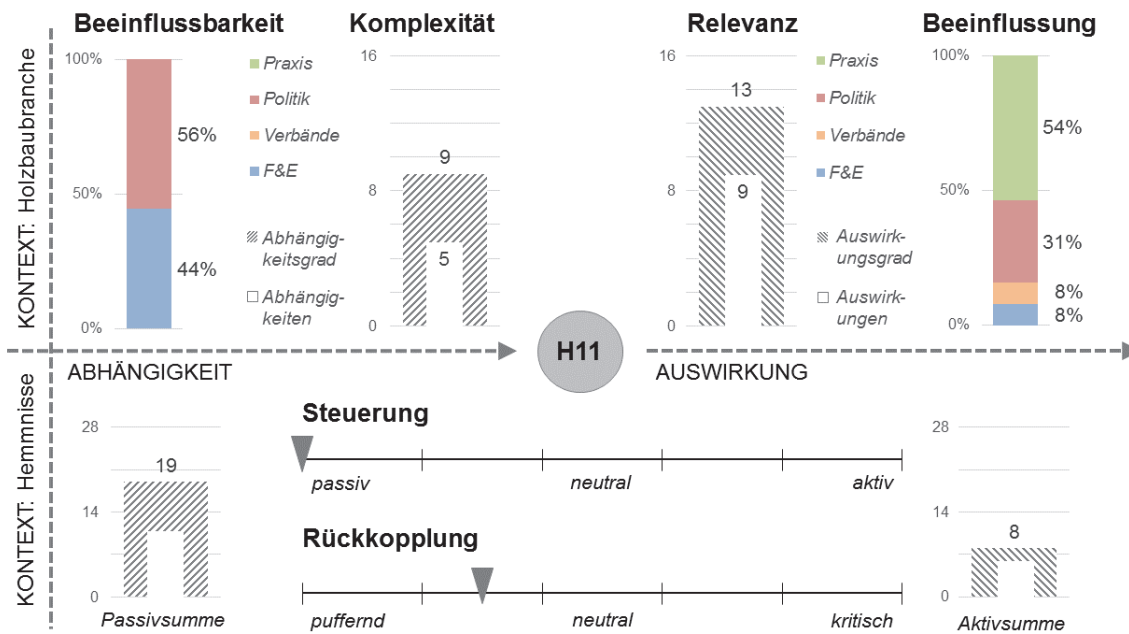 Beeinflussbarkeit
Komplexität
Relevanz
Beeinflussung
KONTEXT: Holzbaubranche
100%
50%
0%
56%
44%
Praxis
Politik
Verbände
F&E
Abhängig-
keitsgrad
Abhängig-
keiten
16
8
0
9
5
16
8
0
13
9
Praxis
Politik
Verbände
F&E
Auswirk-
ungsgrad
Auswirk-
ungen
100%
50%
0%
54%
31%
8%
8%
H11
ABHÄNGIGKEIT
AUSWIRKUNG
KONTEXT: Hemmnisse
28
14
0
19
Passivsumme
Steuerung
passiv
neutral
aktiv
Rückkopplung
puffernd
neutral
kritisch
28
14
0
8
Aktivsumme